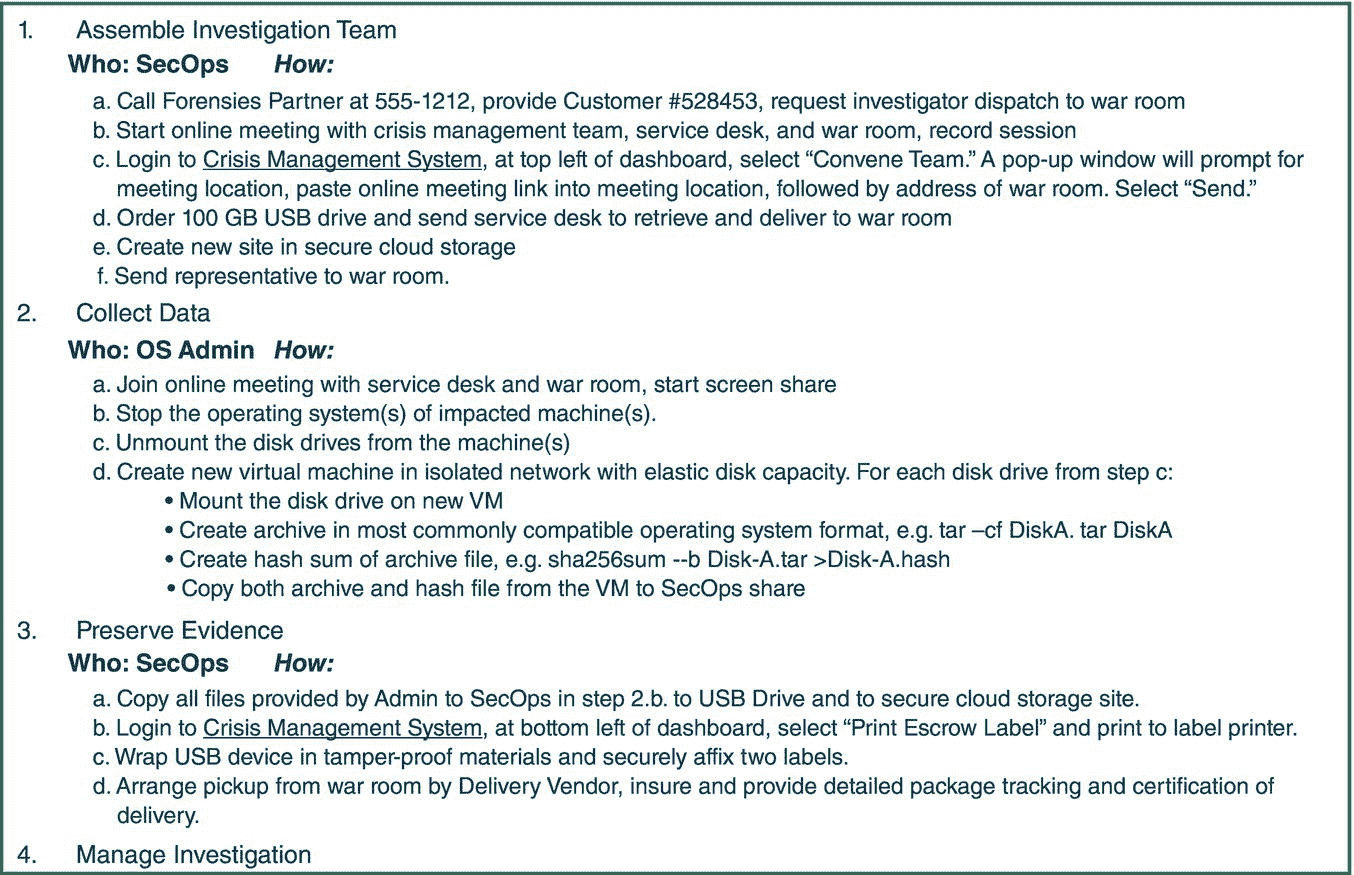 1. Assemble Investigation Team
Who: SecOps How:
a. Call Forensies Partner at 555-1212, provide Customer #528453, request investigator dispatch to war room
b. Start online meeting with crisis management team, service desk, and war room, record session
c. Login to Crisis Management System, at top left of dashboard, select “Convene Team.” A pop-up window will prompt for
meeting location, paste online meeting link into meeting location, followed by address of war room. Select “Send.”
d. Order 100 GB USB drive and send service desk to retrieve and deliver to war room
e. Create new site in secure cloud storage
f. Send representative to war room.
2. Collect Data
Who: OS Admin How:
a. Join online meeting with service desk and war room, start screen share
b. Stop the operating system(s) of impacted machine(s).
c. Unmount the disk drives from the machine(s)
d. Create new virtual machine in isolated network with elastic disk capacity. For each disk drive from step c:
• Mount the disk drive on new VM
• Create archive in most commonly compatible operating system format, e.g. tar –cf DiskA. tar DiskA
• Create hash sum of archive file, e.g. sha256sum --b Disk-A.tar >Disk-A.hash
• Copy both archive and hash file from the VM to SecOps share
3. Preserve Evidence
Who: SecOps How:
a. Copy all files provided by Admin to SecOps in step 2.b. to USB Drive and to secure cloud storage site.
b. Login to Crisis Management System, at bottom left of dashboard, select “Print Escrow Label” and print to label printer.
c. Wrap USB device in tamper-proof materials and securely affix two labels.
d. Arrange pickup from war room by Delivery Vendor, insure and provide detailed package tracking and certification of
delivery.
4. Manage Investigation